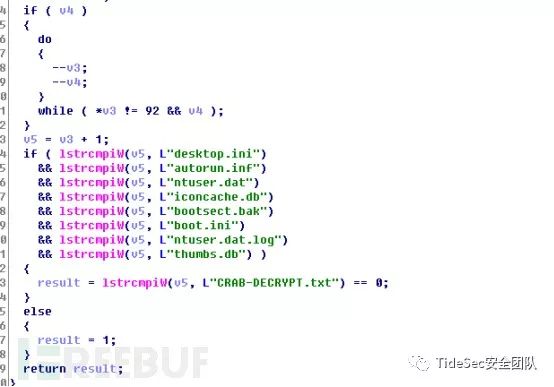 4 if ( v4 )
5 {
6 do
7 {
8 --v3;
9 --v4;
0 }
1 while ( *v3 != 92 && v4 );
2 }
3 v5 = v3 + 1;
4 if ( lstrcmpiW(v5, L"desktop.ini")
5 && lstrcmpiW(v5, L"autorun.inf")
6 && lstrcmpiW(v5, L"ntuser.dat")
7 && lstrcmpiW(v5, L"iconcache.db")
8 && lstrcmpiW(v5, L"bootsect.bak")
9 && lstrcmpiW(v5, L"boot.ini")
0 && lstrcmpiW(v5, L"ntuser.dat.log")
1 && lstrcmpiW(v5, L"thumbs.db") )
2 {
3 result = lstrcmpiW(v5, L"CRAB-DECRYPT.txt") == 0;
4 }
5 else
6 {
7 result = 1;
8 }
9 return result;
0 }
REEBUF
TideSec安全团队